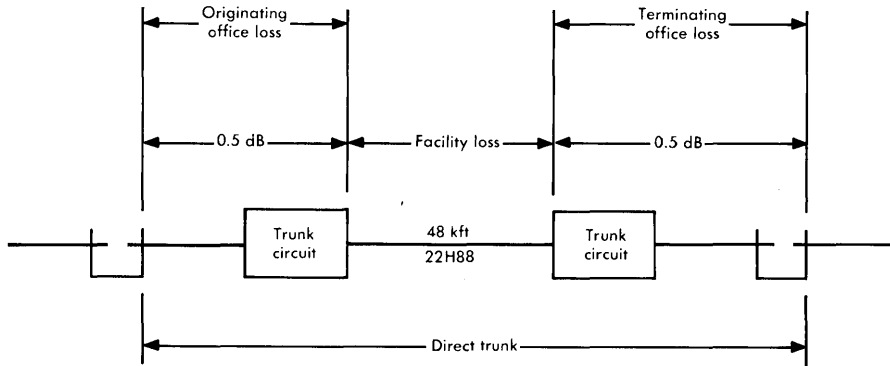 Originating
office loss
Terminating
office loss
0.5 dB
Facility loss
0.5 dB
Trunk
circuit
48 kft
22H88
Trunk
circuit
Direct trunk